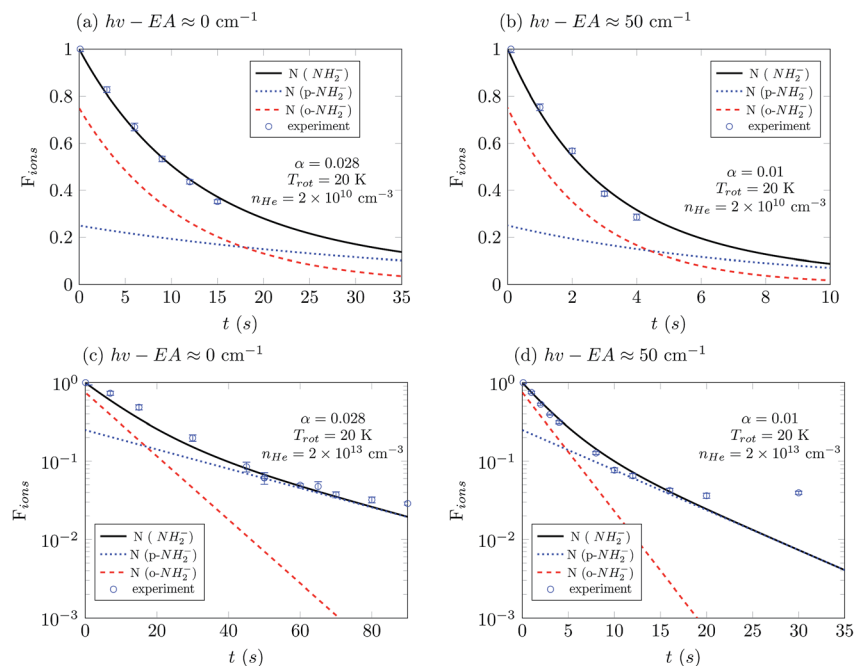 (a) hν − EA ≈ 0 cm⁻¹
1
0.8
0.6
0.4
0.2
0
F_ions
N ( NH₂⁻)
N (p-NH₂⁻)
N (o-NH₂⁻)
experiment
α = 0.028
T_rot = 20 K
n_He = 2 × 10¹⁰ cm⁻³
0 5 10 15 20 25 30 35
t (s)
(b) hν − EA ≈ 50 cm⁻¹
1
0.8
0.6
0.4
0.2
0
F_ions
N ( NH₂⁻)
N (p-NH₂⁻)
N (o-NH₂⁻)
experiment
α = 0.01
T_rot = 20 K
n_He = 2 × 10¹⁰ cm⁻³
0 2 4 6 8 10
t (s)
(c) hν − EA ≈ 0 cm⁻¹
10⁰
10⁻¹
10⁻²
10⁻³
F_ions
α = 0.028
T_rot = 20 K
n_He = 2 × 10¹³ cm⁻³
N ( NH₂⁻)
N (p-NH₂⁻)
N (o-NH₂⁻)
experiment
0 20 40 60 80
t (s)
(d) hν − EA ≈ 50 cm⁻¹
10⁰
10⁻¹
10⁻²
10⁻³
F_ions
α = 0.01
T_rot = 20 K
n_He = 2 × 10¹³ cm⁻³
N ( NH₂⁻)
N (p-NH₂⁻)
N (o-NH₂⁻)
experiment
0 5 10 15 20 25 30 35
t (s)